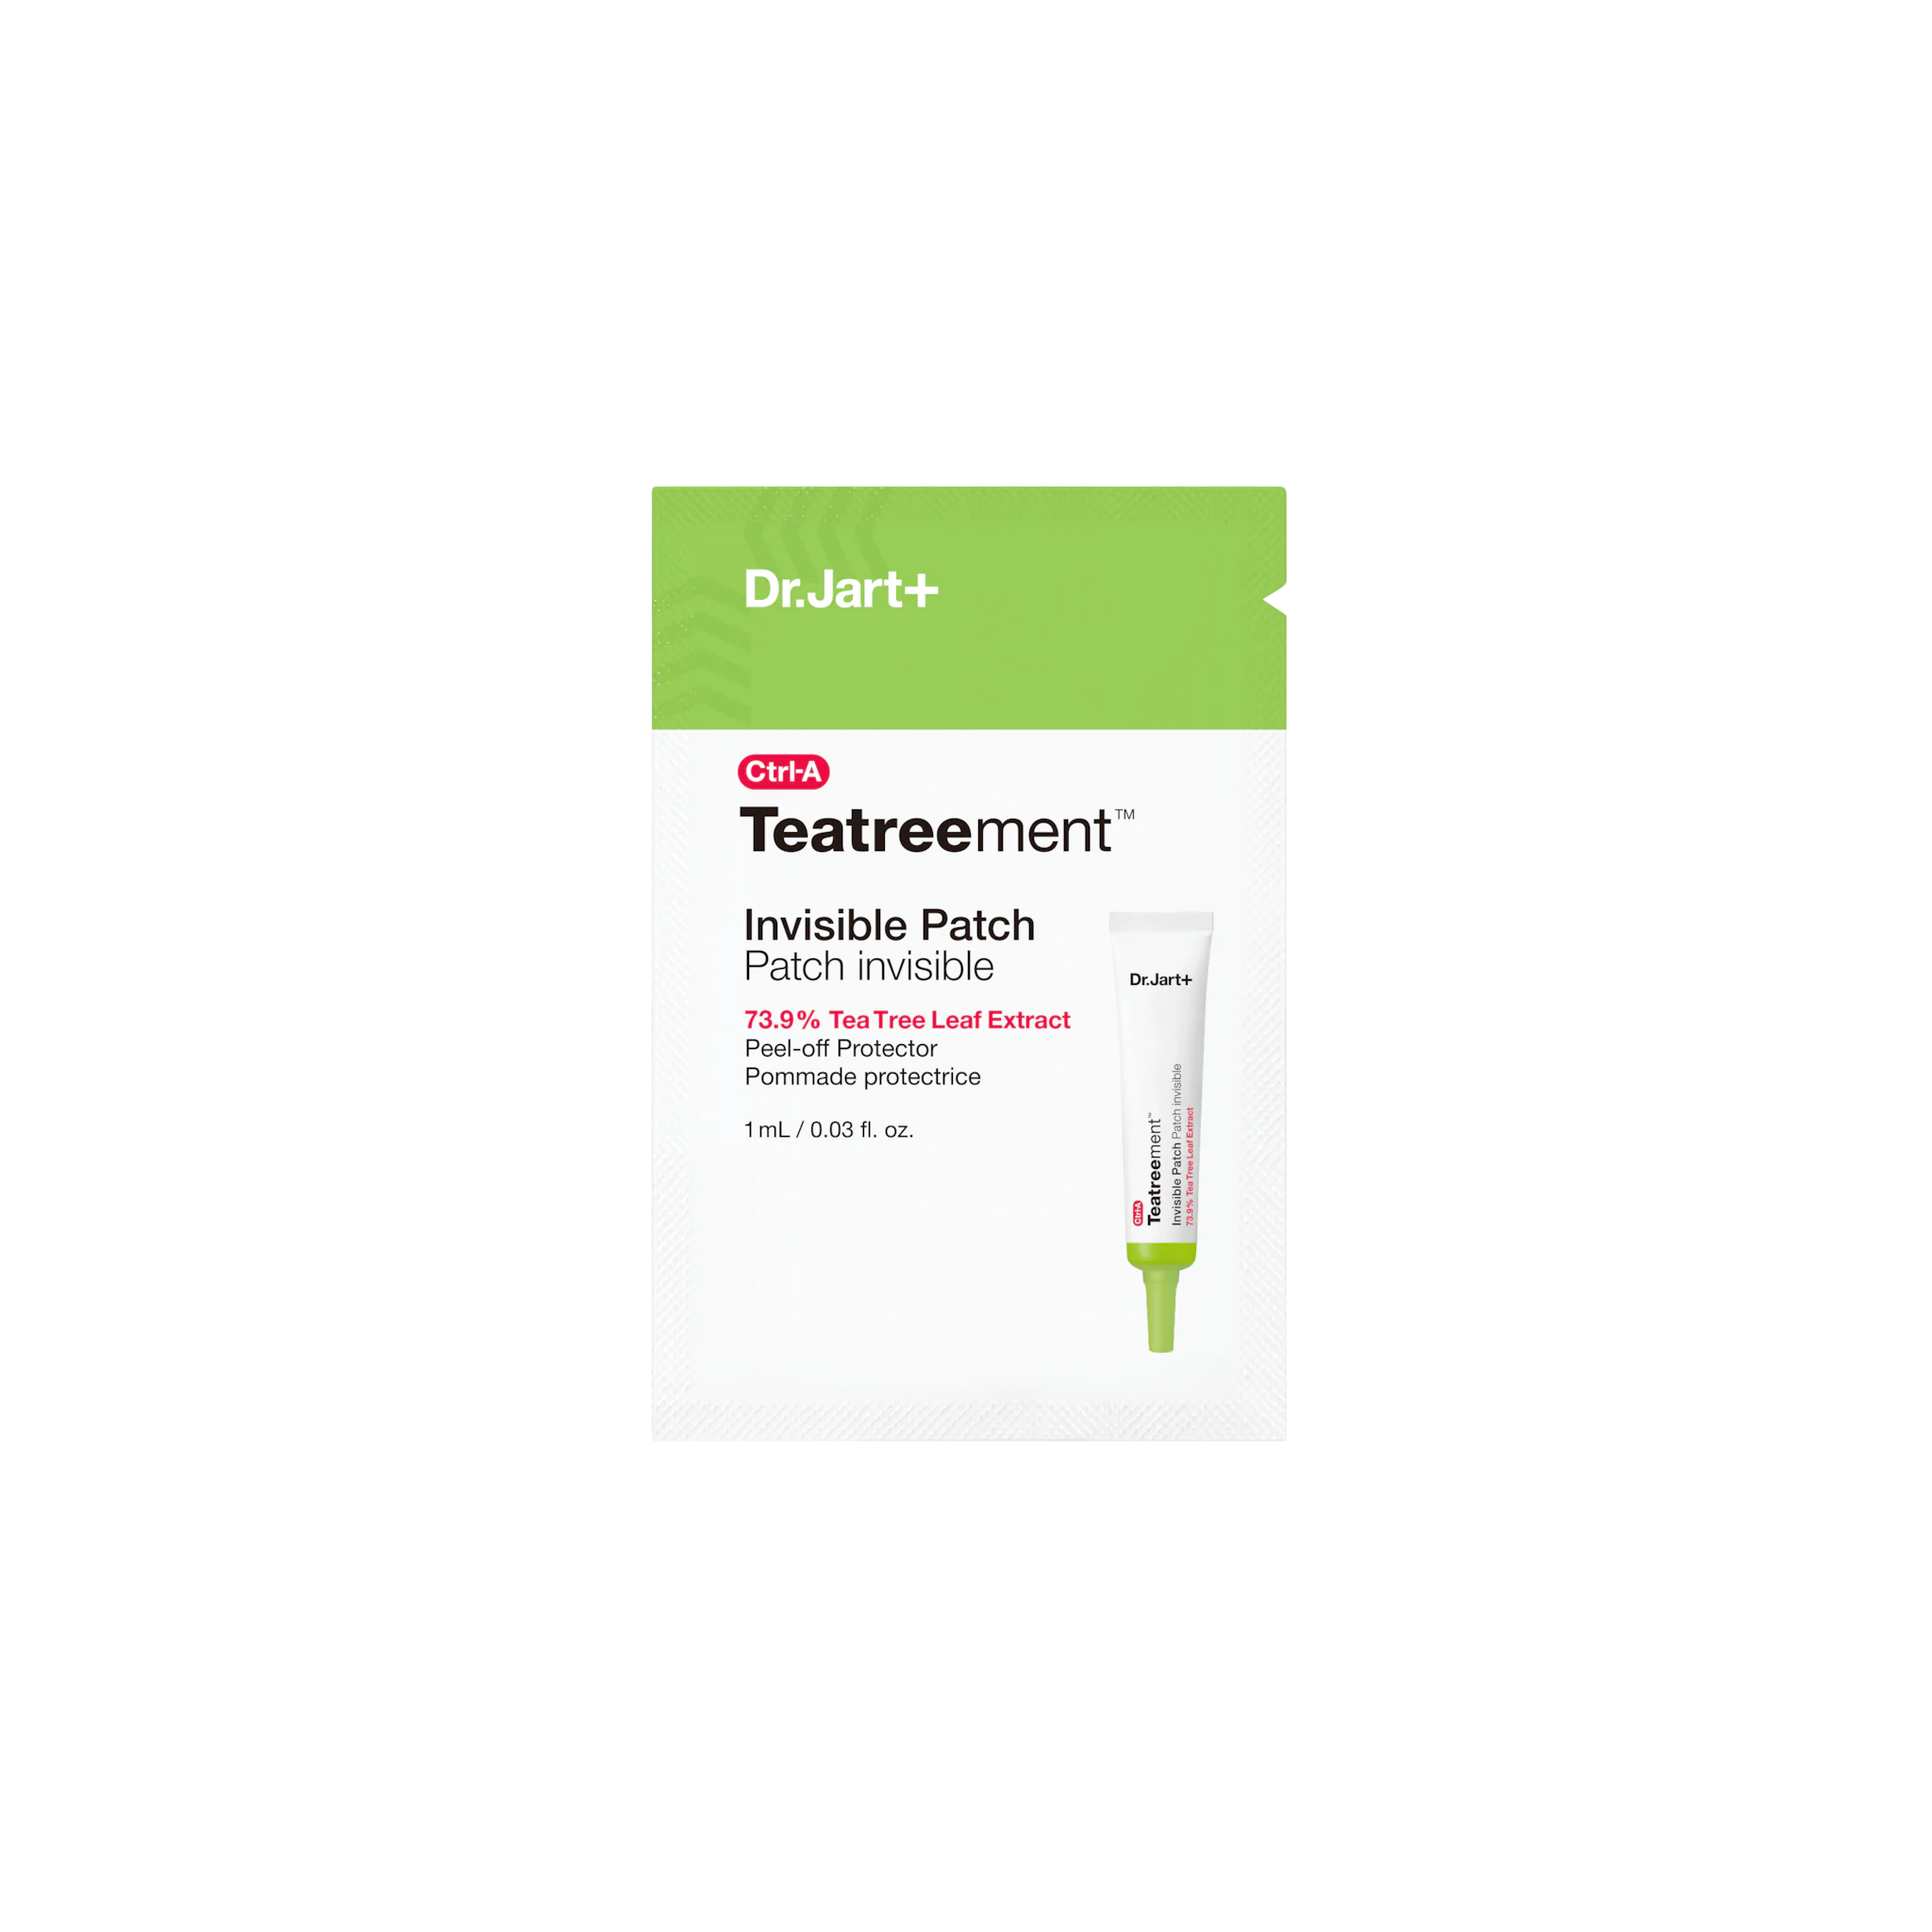 Dr.Jart+
Ctrl-A
Teatreement™
Invisible Patch
Patch invisible
73.9% Tea Tree Leaf Extract
Peel-off Protector
Pommade protectrice
1 mL / 0.03 fl. oz.
Dr.Jart+
Ctrl-A
Teatreement™
Invisible Patch Patch invisible
73.9% Tea Tree Leaf Extract